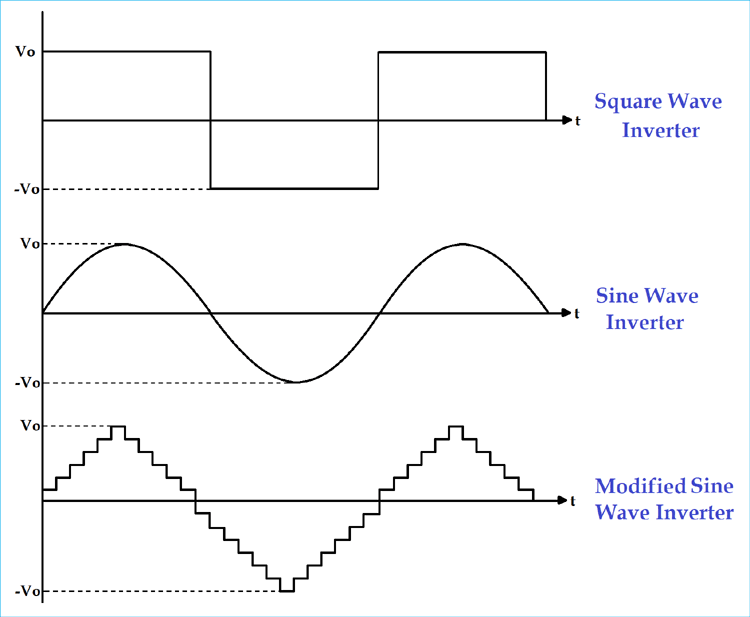 Vo
t
Square Wave
Inverter
-Vo
Vo
Sine Wave
t
Inverter
-Vo
Vo
Modified Sine
t
Wave Inverter
-Vo